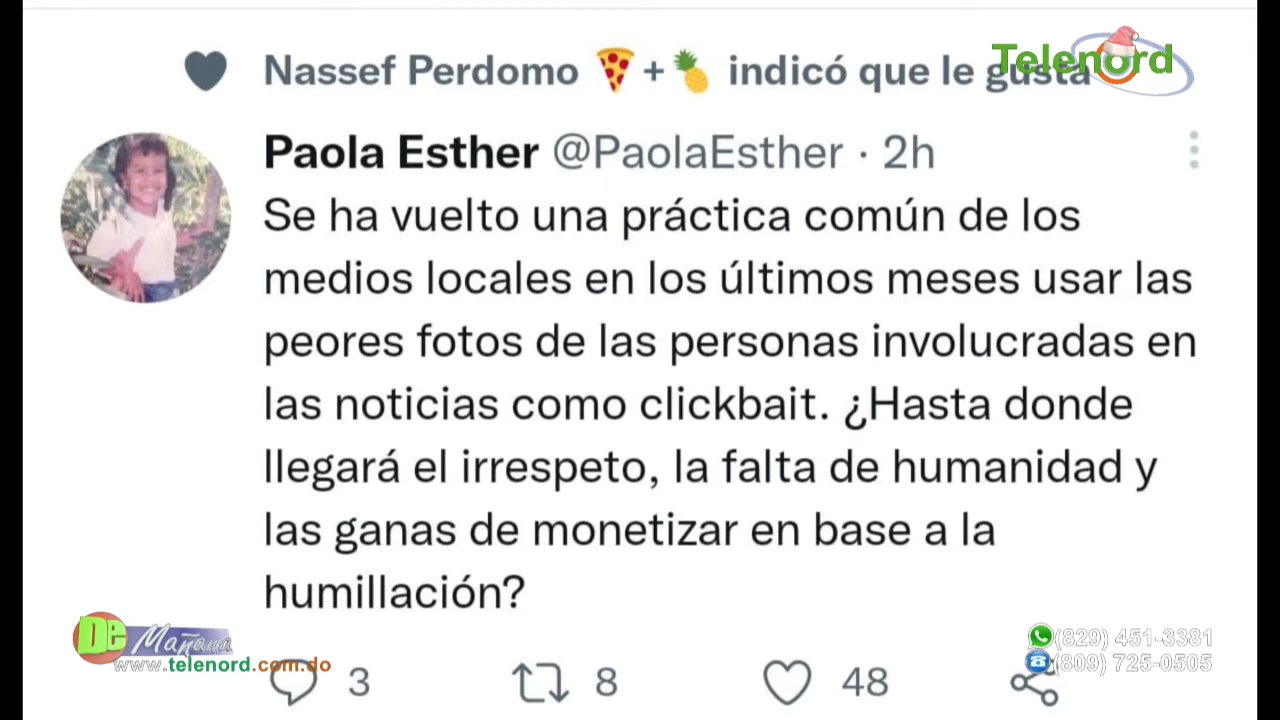 Nassef Perdomo 🍕+🍍 indicó que le gusta
Telenord
Paola Esther @PaolaEsther · 2h
Se ha vuelto una práctica común de los
medios locales en los últimos meses usar las
peores fotos de las personas involucradas en
las noticias como clickbait. ¿Hasta donde
llegará el irrespeto, la falta de humanidad y
las ganas de monetizar en base a la
humillación?
De Mañana
www.telenord.com.do
(829) 451-3381
(809) 725-0505
3 8 48